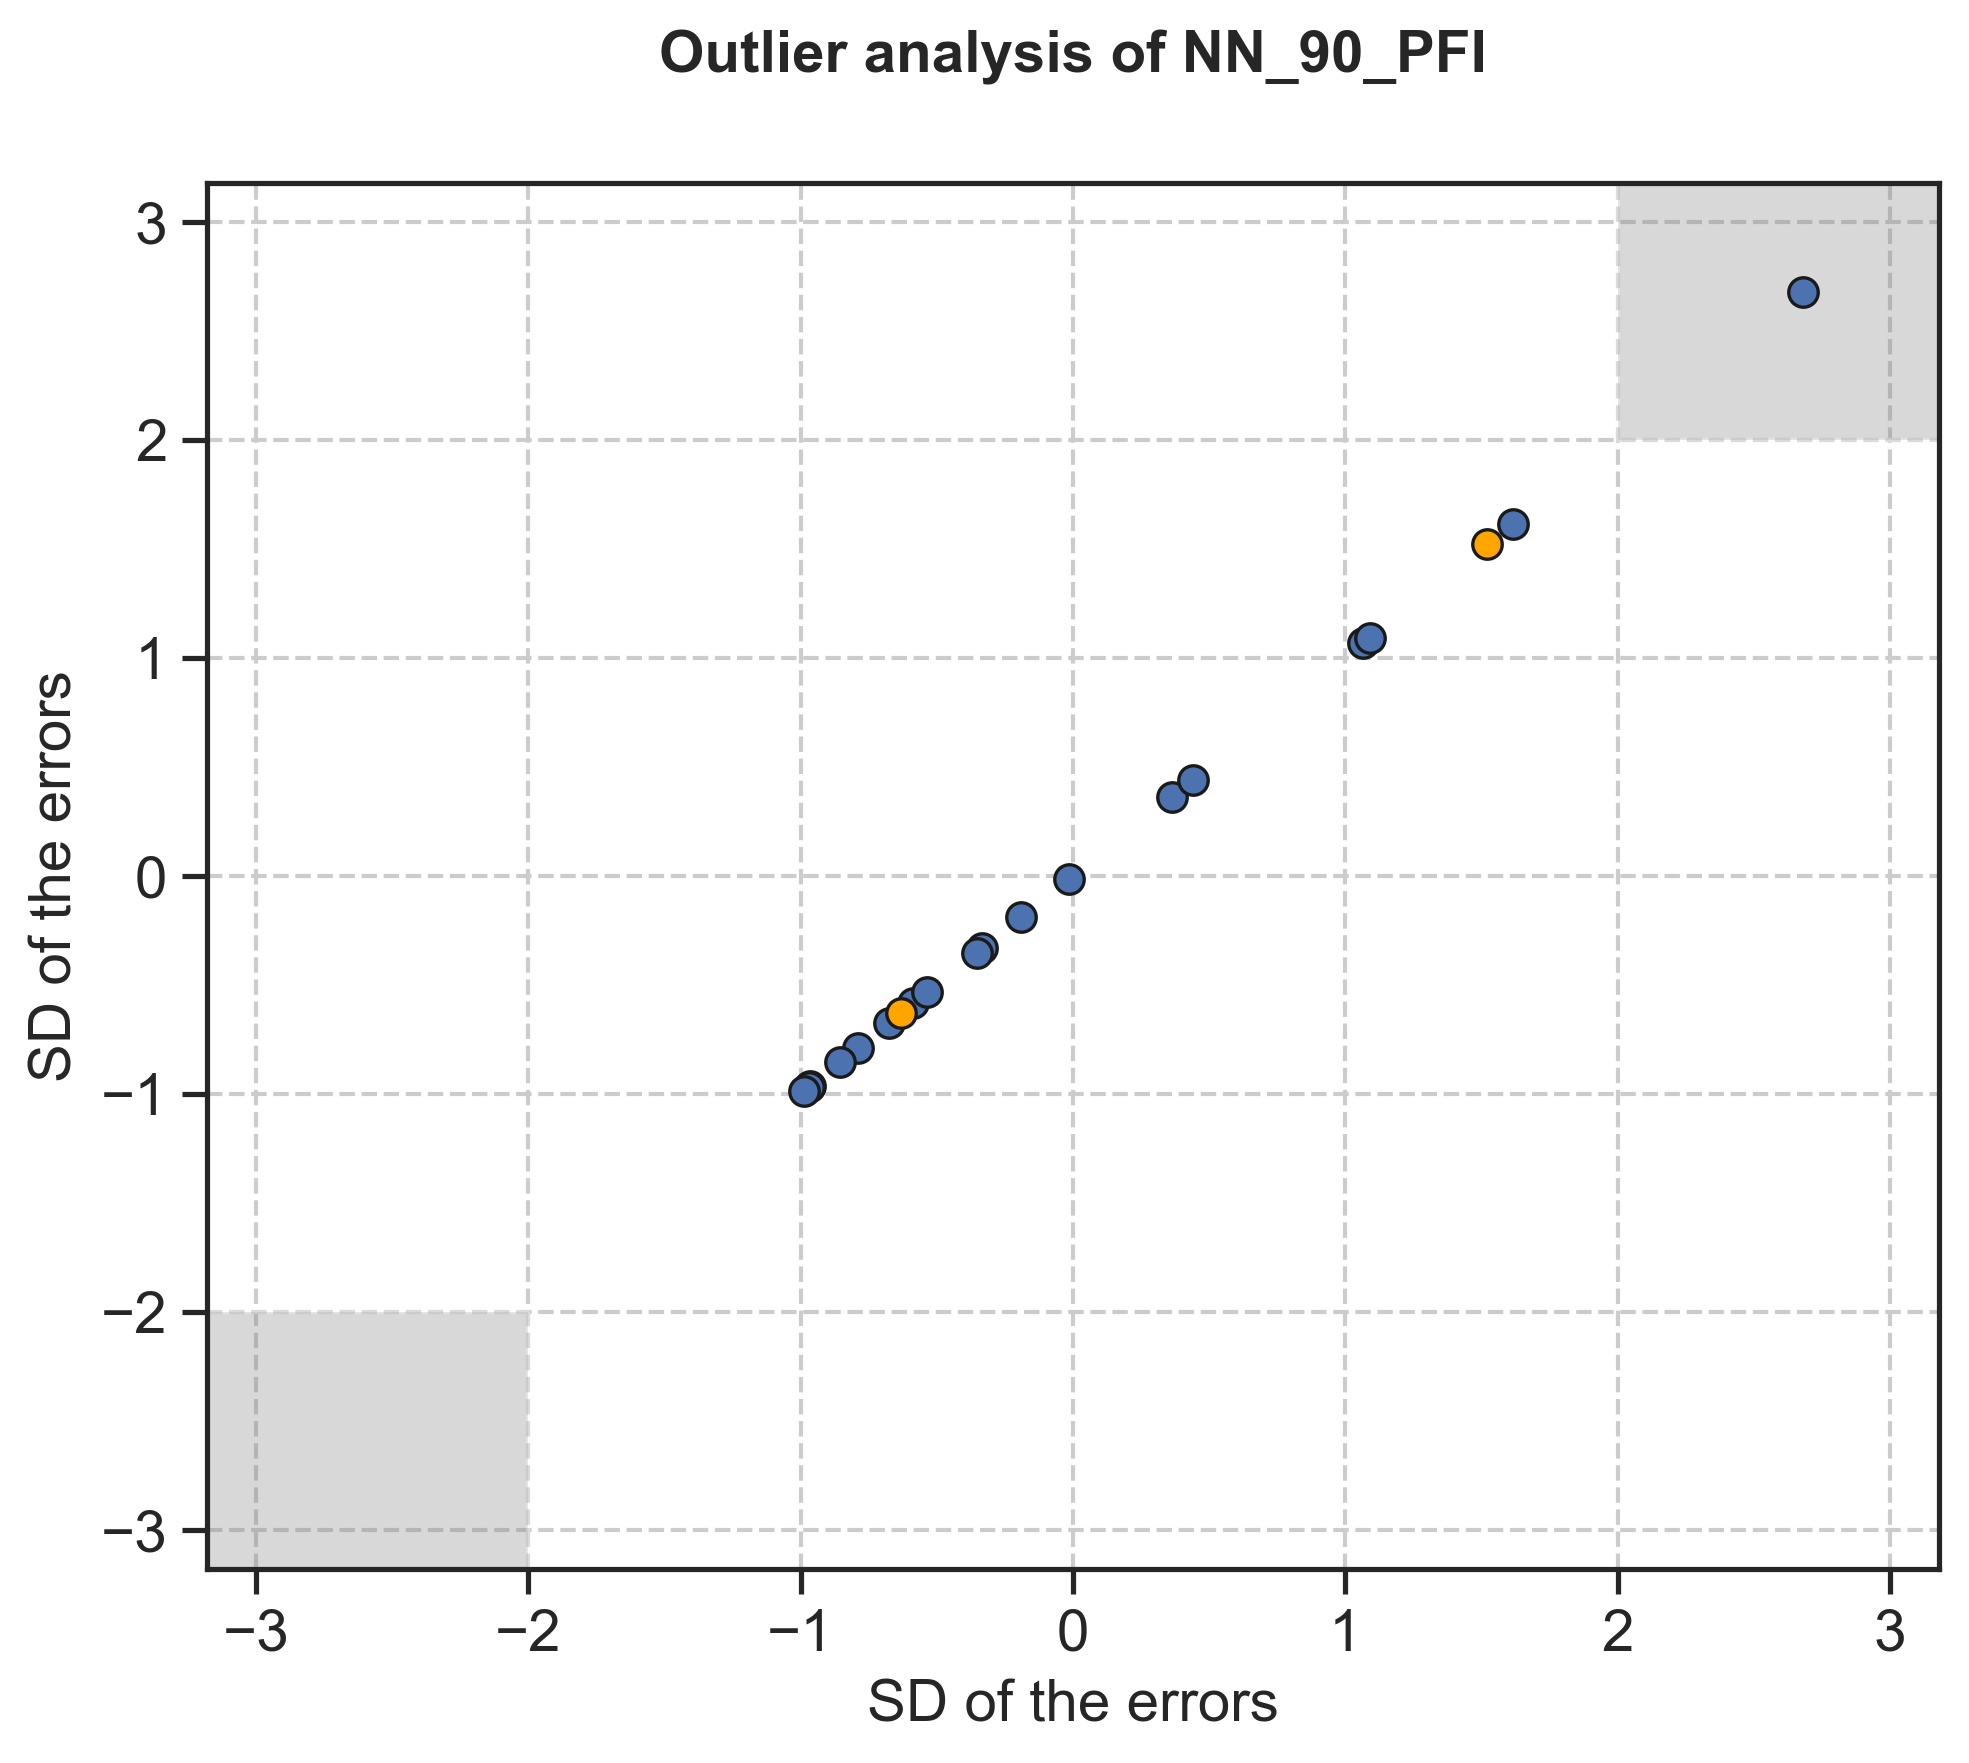 Outlier analysis of NN_90_PFI
3
2
1
0
−1
−2
−3
SD of the errors
−3 −2 −1 0 1 2 3
SD of the errors